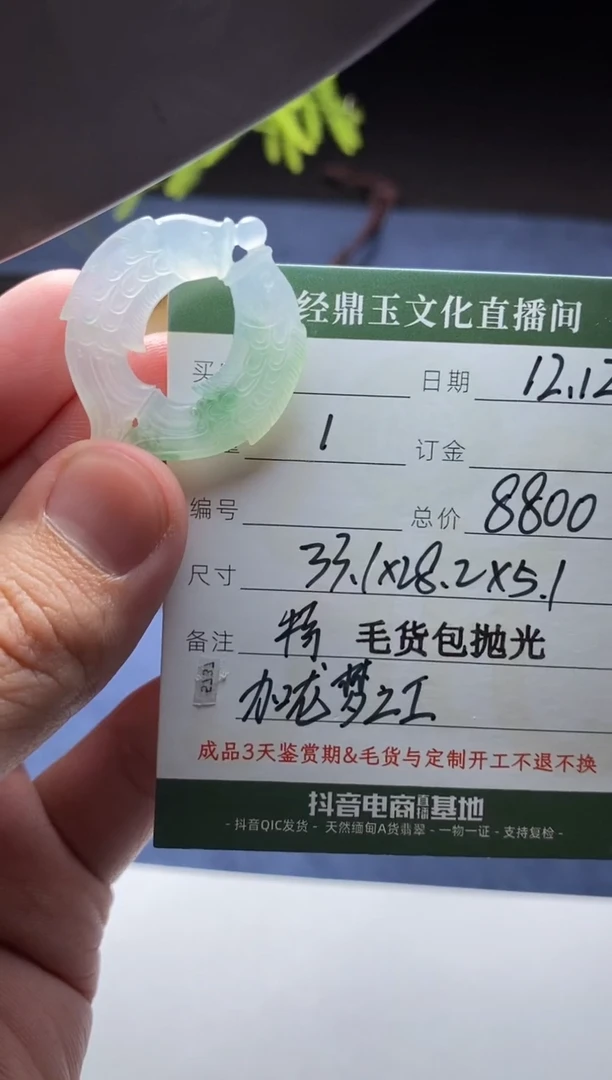 经鼎玉文化直播间
买
日期 12.12
1 订金
编号 总价 8800
尺寸 33.1×28.2×5.1
备注 毛货包抛光
加龙梦之工
成品3天鉴赏期&毛货与定制开工不退不换
抖音电商直播基地
- 抖音QIC发货 - 天然缅甸A货翡翠 - 一物一证 - 支持复检 -